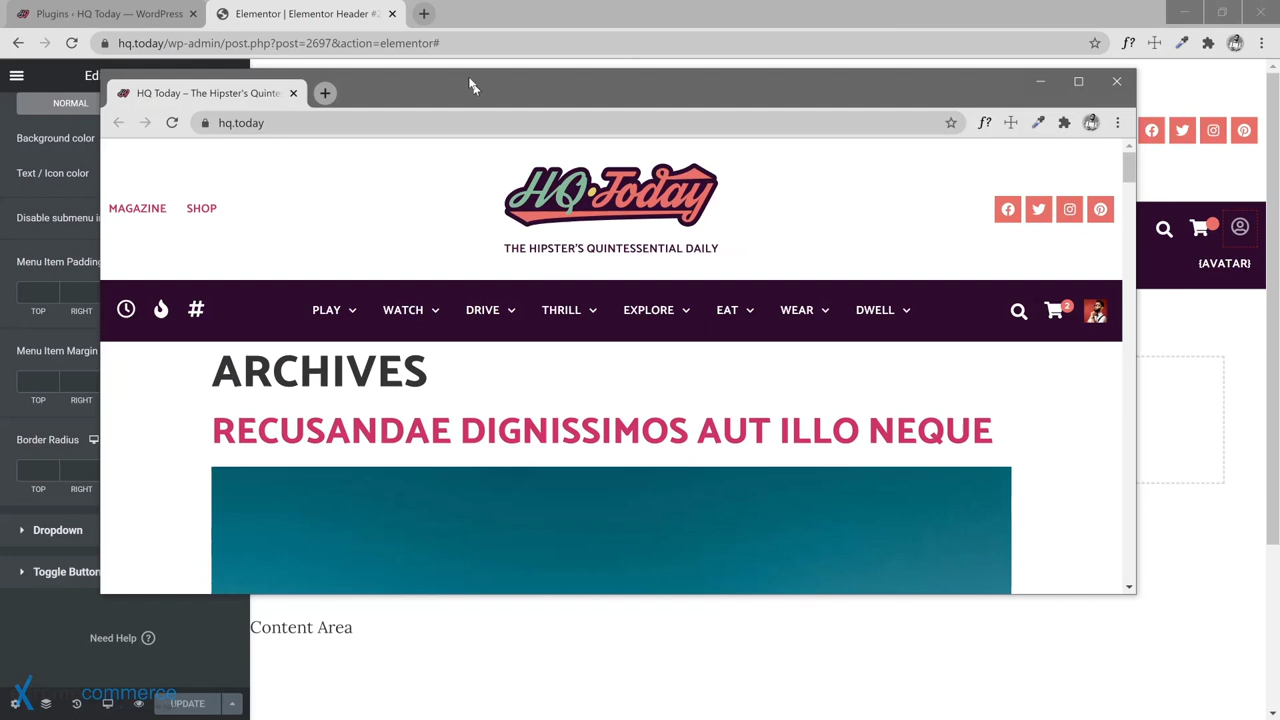 Plugins ‹ HQ Today — WordPress
Elementor | Elementor Header #2
hq.today/wp-admin/post.php?post=2697&action=elementor#
f?
HQ Today – The Hipster's Quinte
hq.today
f?
NORMAL
Background color
Text / Icon color
Disable submenu in
Menu Item Padding
TOP RIGHT
Menu Item Margin
TOP RIGHT
Border Radius
TOP RIGHT
Dropdown
Toggle Button
Need Help ?
commerce
UPDATE
MAGAZINE SHOP
HQ Today
THE HIPSTER'S QUINTESSENTIAL DAILY
# PLAY WATCH DRIVE THRILL EXPLORE EAT WEAR DWELL 2
ARCHIVES
RECUSANDAE DIGNISSIMOS AUT ILLO NEQUE
{AVATAR}
Content Area